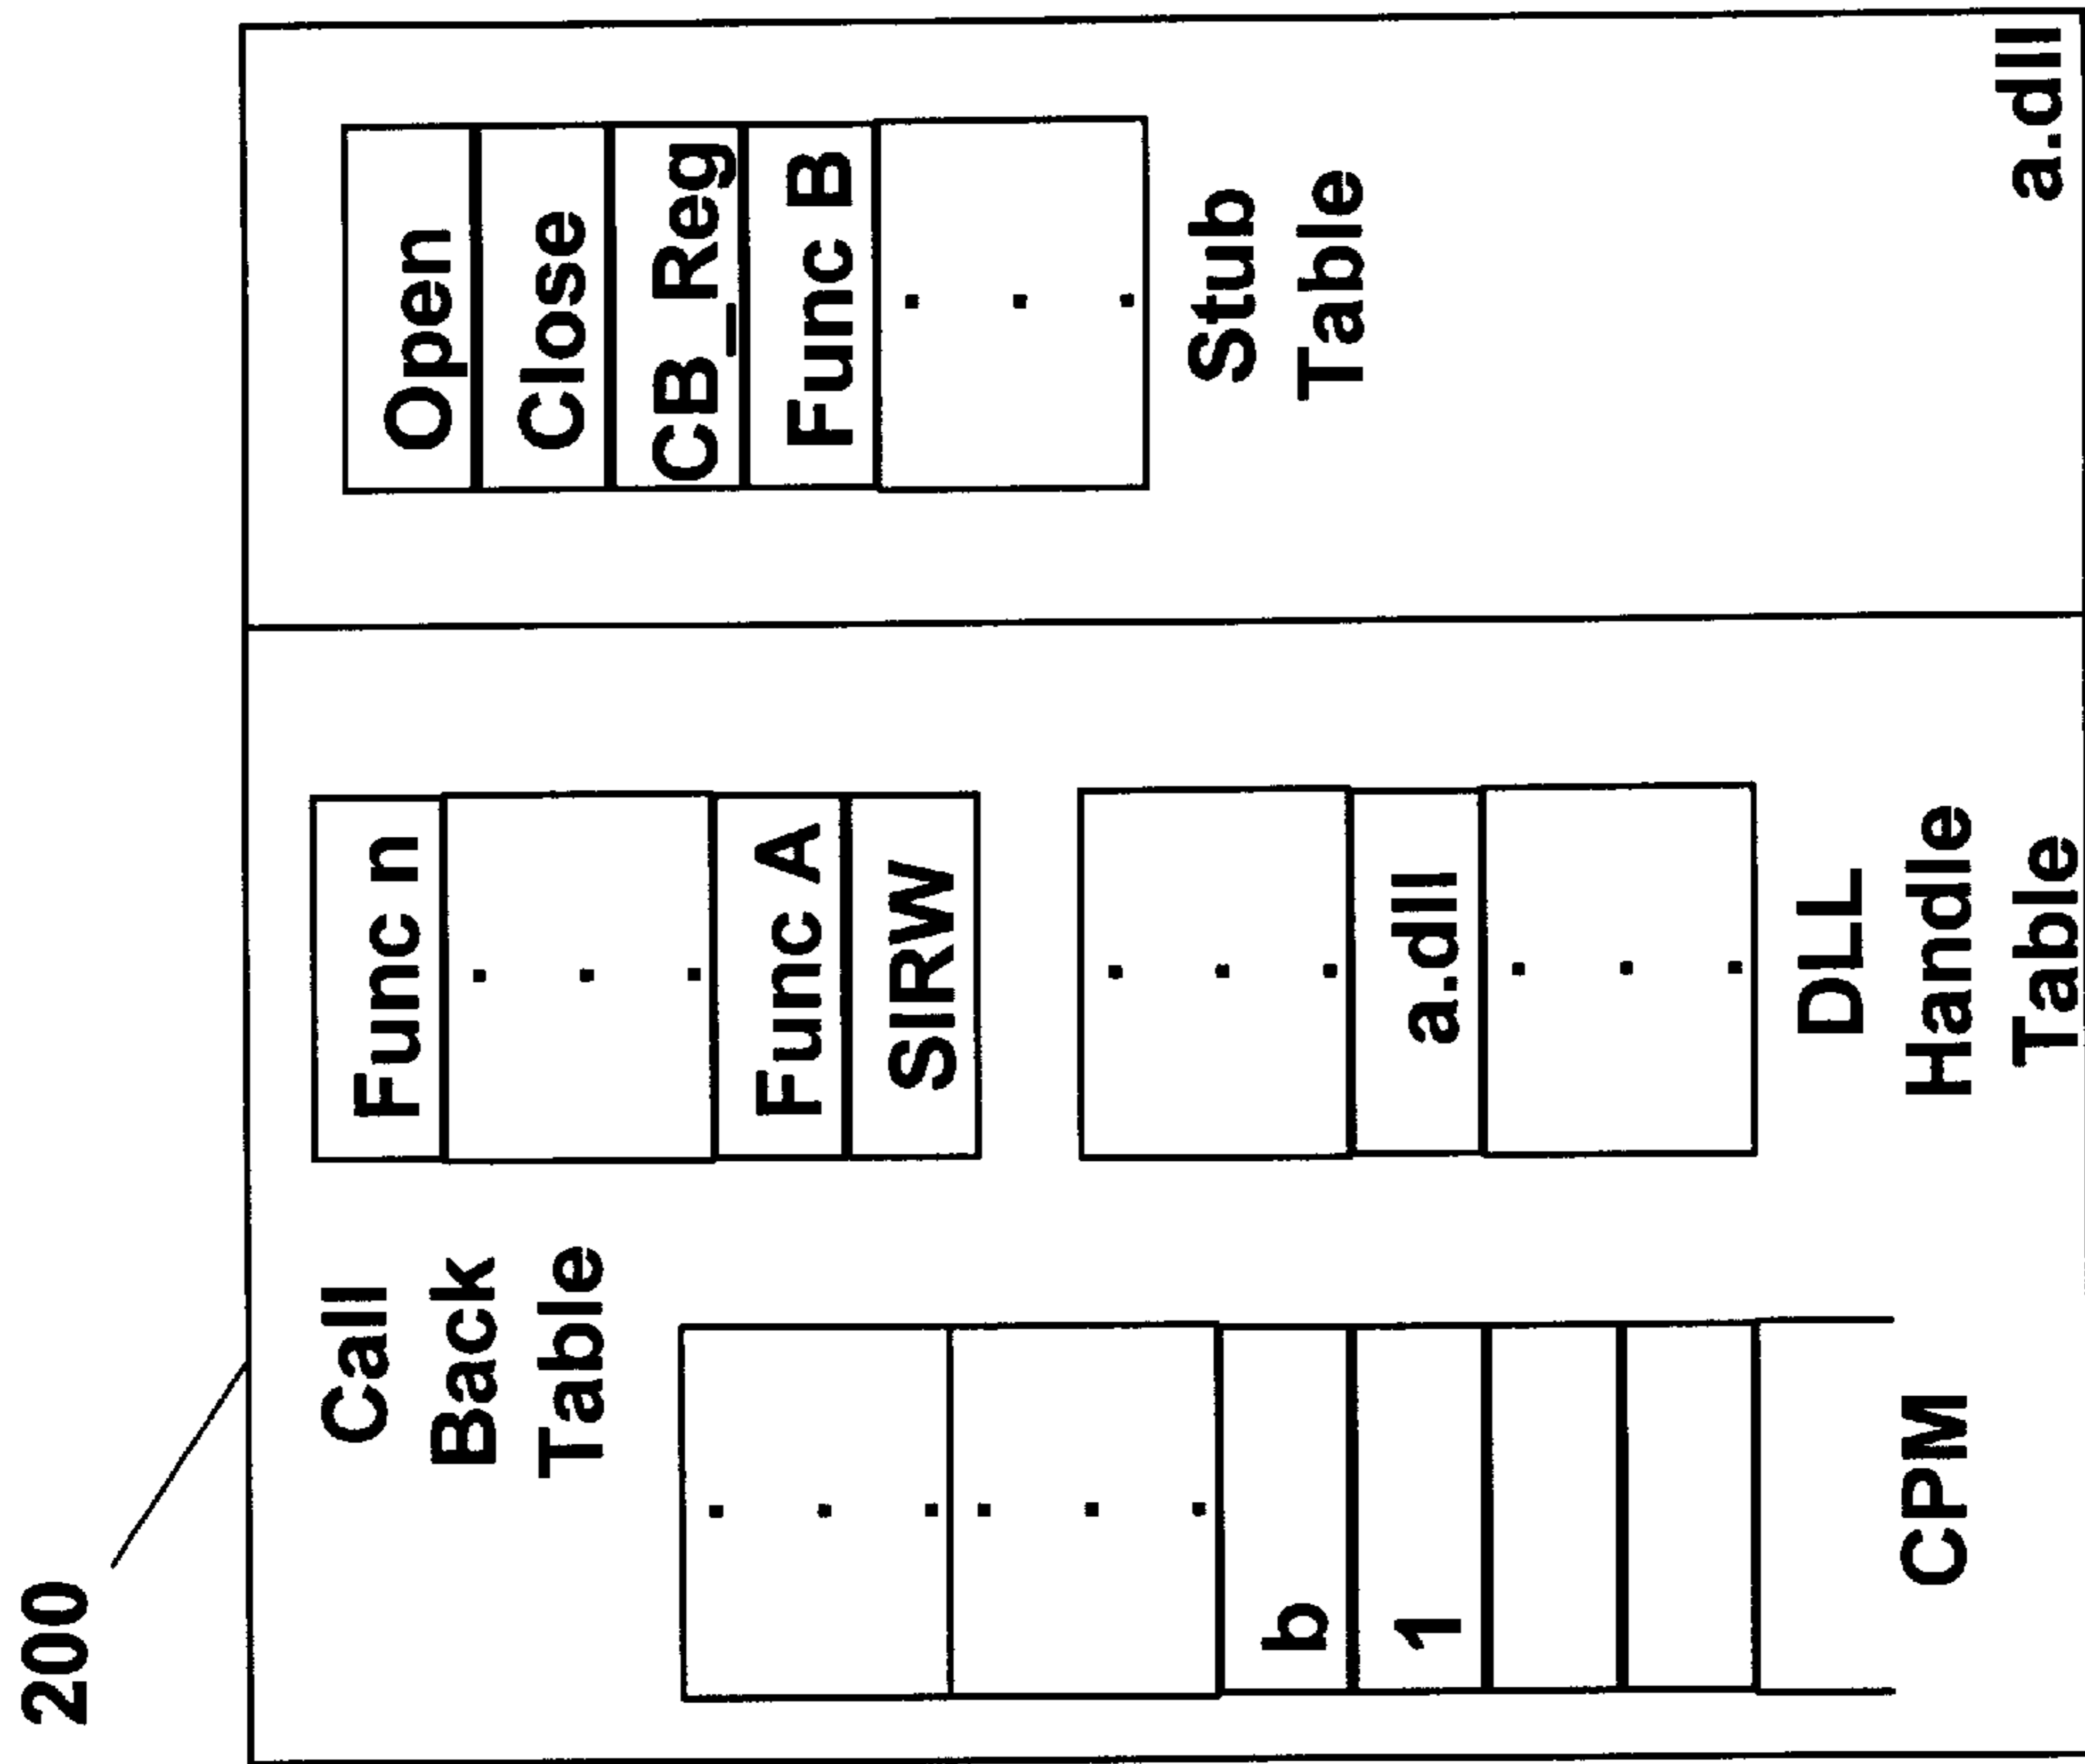 200
Call
Back
Table
.
.
.
.
.
.
b
1
CPM
Func n
.
.
.
Func A
SIRW
.
.
.
a.dll
.
.
.
DLL
Handle
Table
Open
Close
CB_Reg
Func B
.
.
.
Stub
Table
a.dll